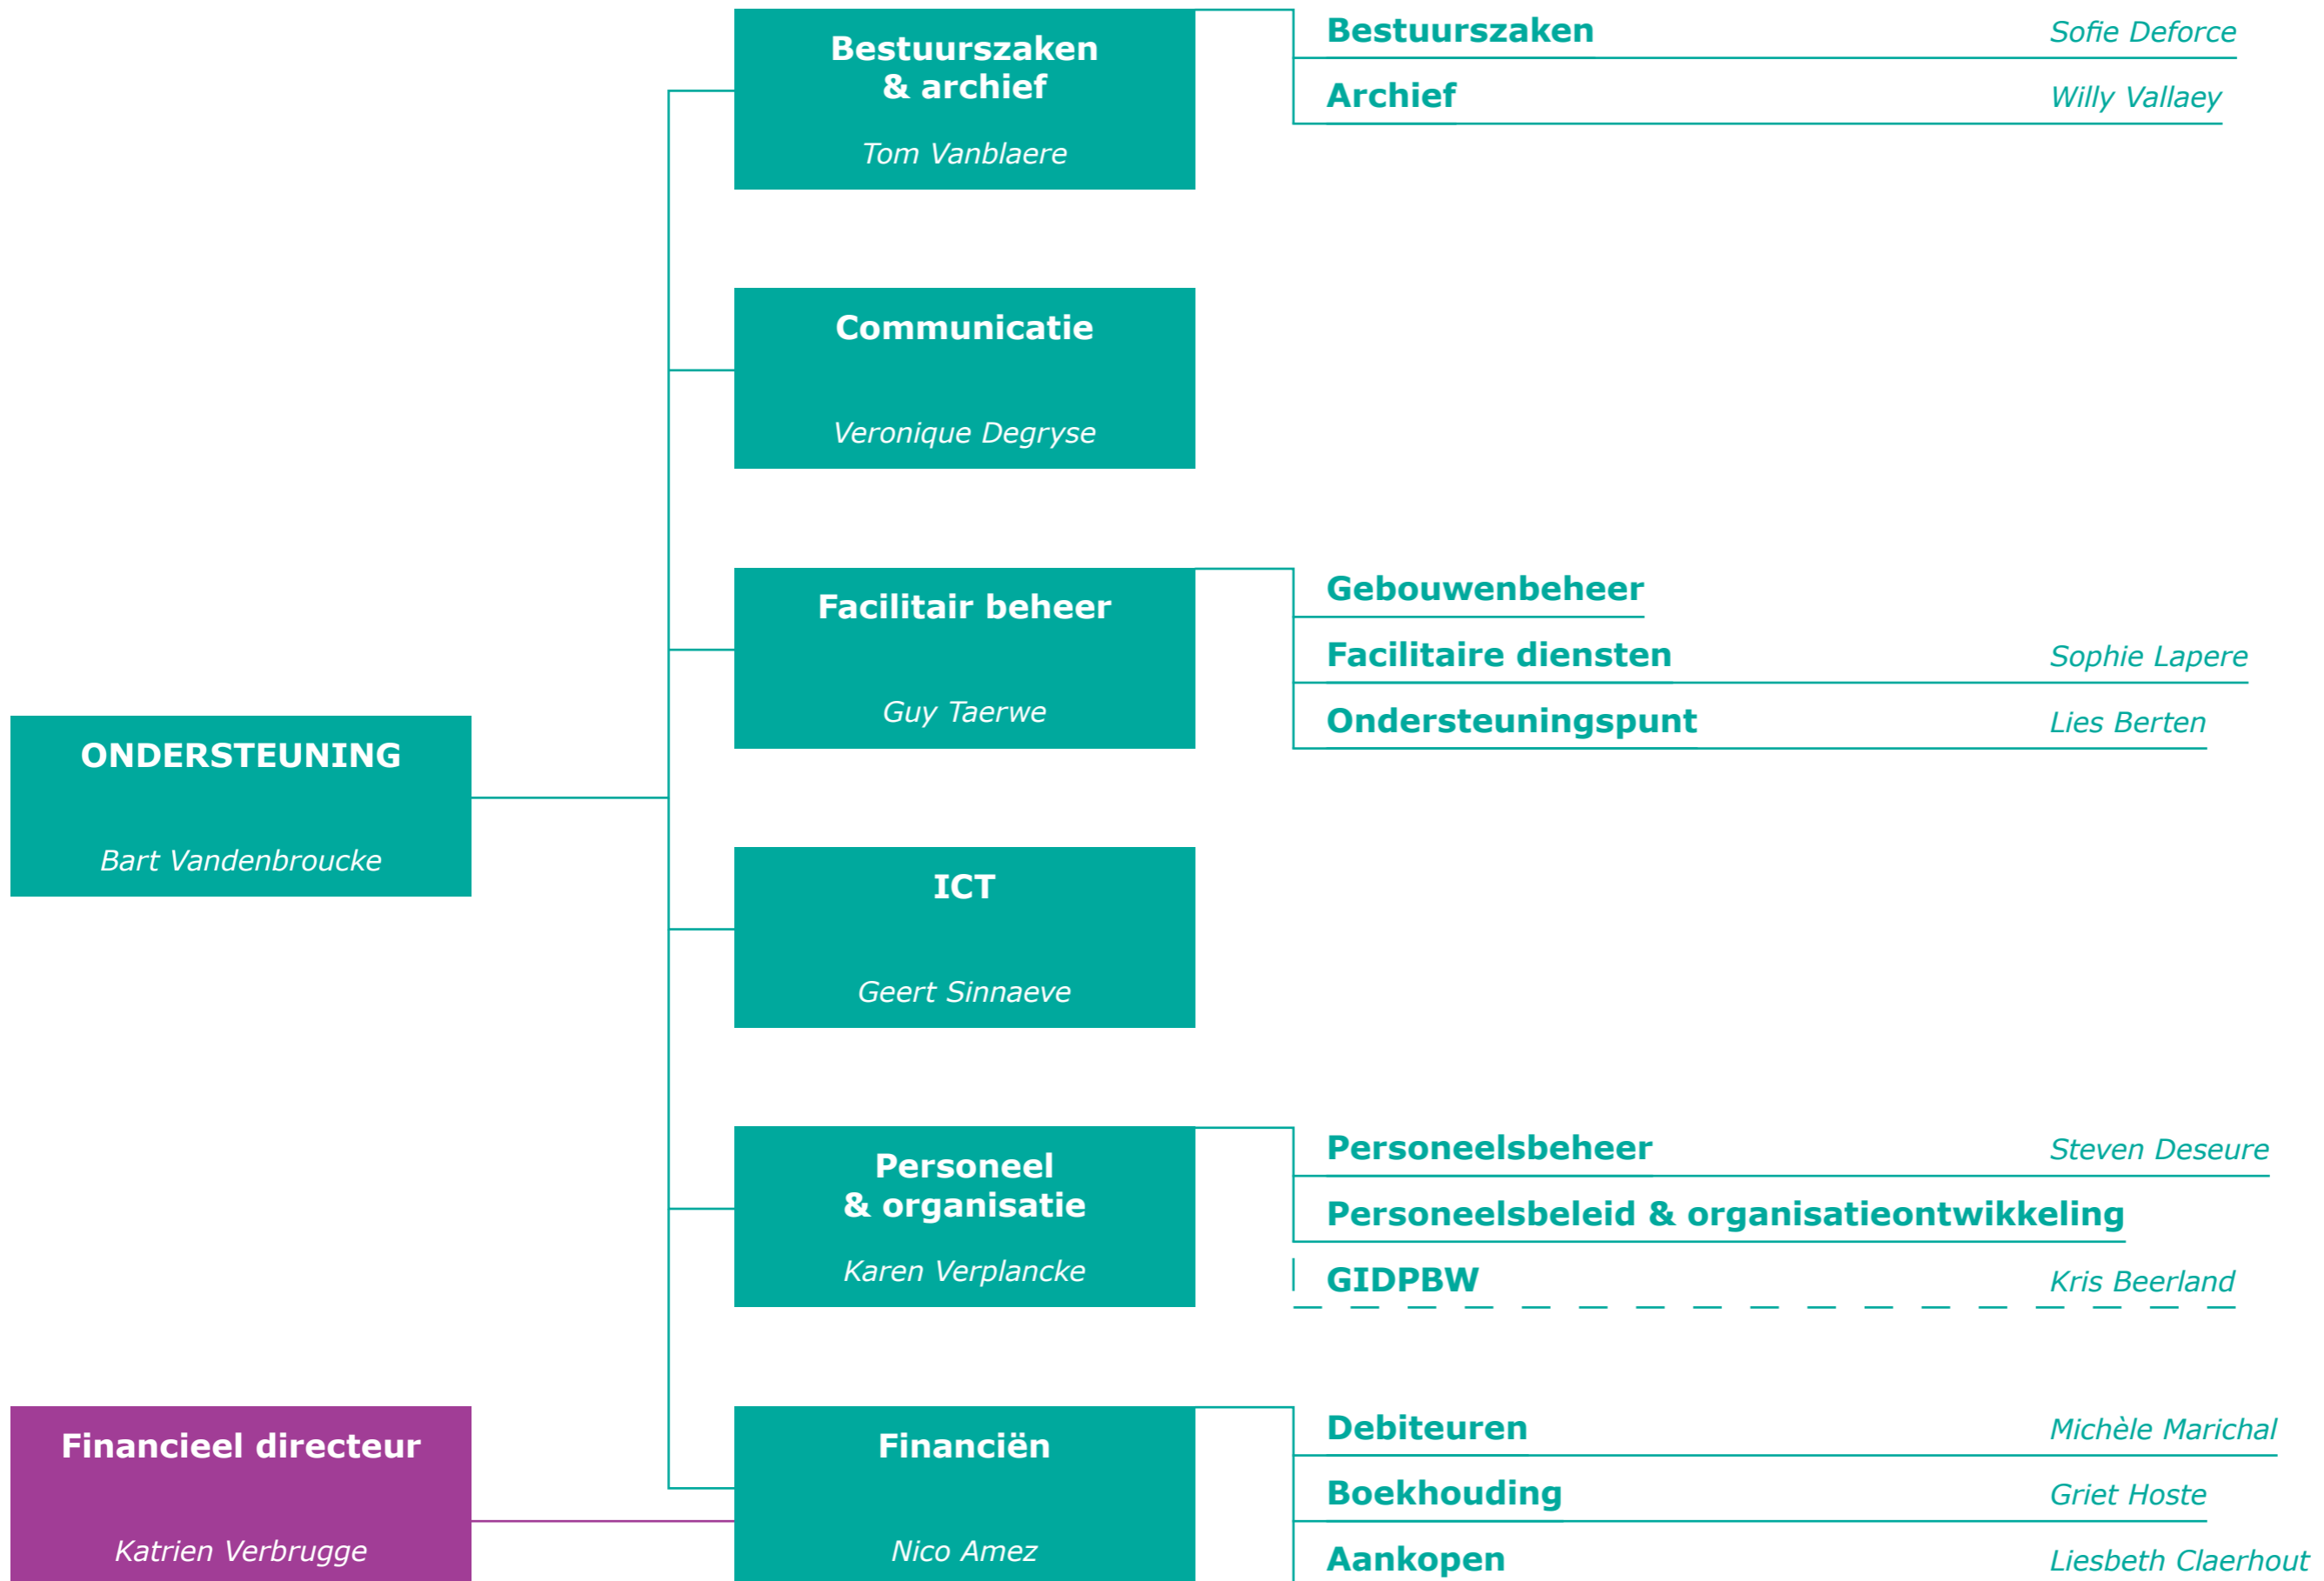 Bestuurszaken
& archief
Tom Vanblaere
Bestuurszaken Sofie Deforce
Archief Willy Vallaey
Communicatie
Veronique Degryse
Facilitair beheer
Guy Taerwe
Gebouwenbeheer
Facilitaire diensten Sophie Lapere
Ondersteuningspunt Lies Berten
ONDERSTEUNING
Bart Vandenbroucke
ICT
Geert Sinnaeve
Personeel
& organisatie
Karen Verplancke
Personeelsbeheer Steven Deseure
Personeelsbeleid & organisatieontwikkeling
GIDPBW Kris Beerland
Financieel directeur
Katrien Verbrugge
Financiën
Nico Amez
Debiteuren Michèle Marichal
Boekhouding Griet Hoste
Aankopen Liesbeth Claerhout